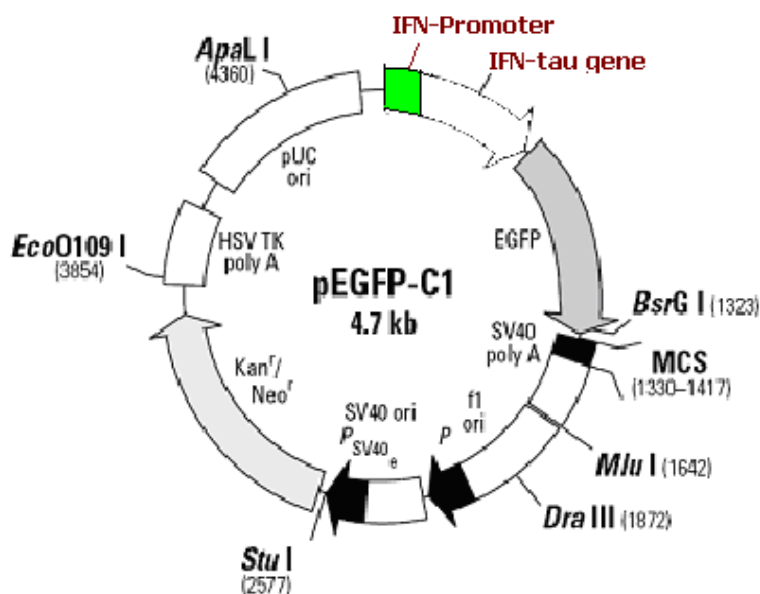 IFN-Promoter
IFN-tau gene
ApaL I
(4360)
pUC
ori
EGFP
HSV TK
poly A
EcoO109 I
(3854)
pEGFP-C1
4.7 kb
BsrG I (1323)
SV40
poly A
MCS
(1330–1417)
Kanʳ/
Neoʳ
SV40 ori
P SV40 e
f1
ori
P
Mlu I (1642)
Dra III (1872)
Stu I
(2577)